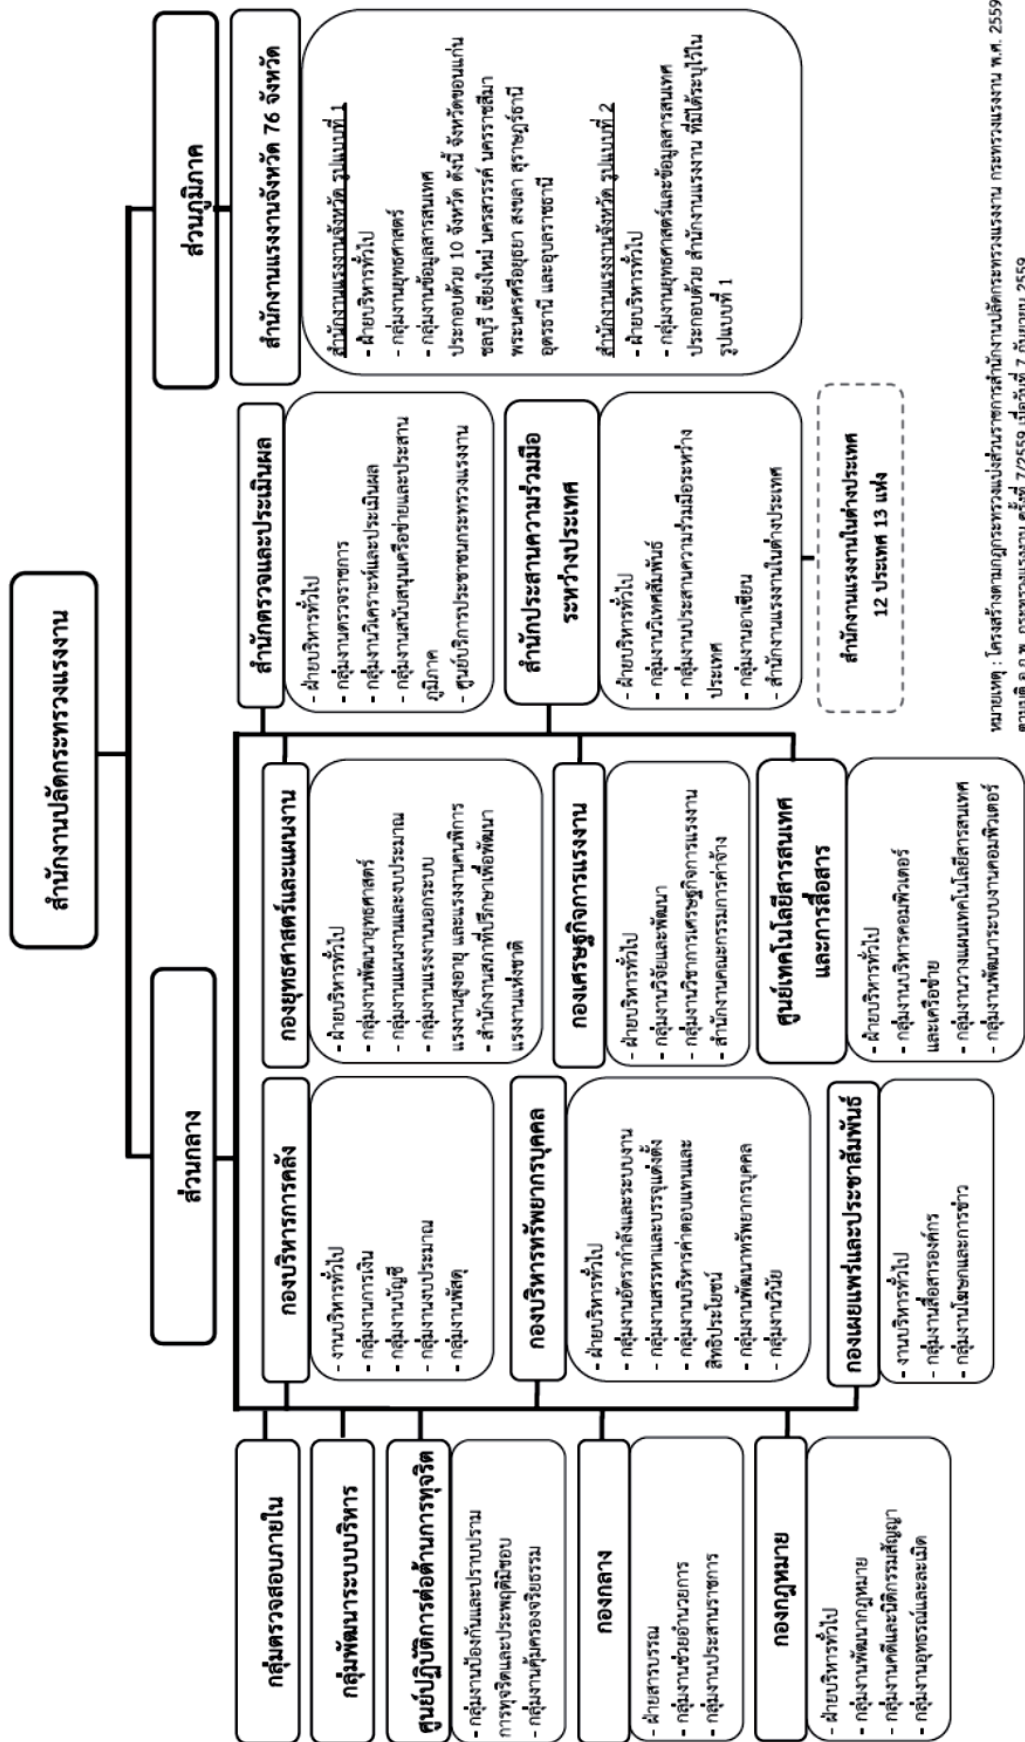 สำนักงานปลัดกระทรวงแรงงาน
ส่วนกลาง
ส่วนภูมิภาค
กลุ่มตรวจสอบภายใน
กลุ่มพัฒนาระบบบริหาร
ศูนย์ปฏิบัติการต่อต้านการทุจริต
- กลุ่มงานป้องกันและปราบปราม
การทุจริตและประพฤติมิชอบ
- กลุ่มงานคุ้มครองจริยธรรม
กองกลาง
- ฝ่ายสารบรรณ
- กลุ่มงานช่วยอำนวยการ
- กลุ่มงานประสานราชการ
กองกฎหมาย
- ฝ่ายบริหารทั่วไป
- กลุ่มงานพัฒนากฎหมาย
- กลุ่มงานคดีและนิติกรรมสัญญา
- กลุ่มงานอุทธรณ์และละเมิด
กองบริหารการคลัง
- งานบริหารทั่วไป
- กลุ่มงานการเงิน
- กลุ่มงานบัญชี
- กลุ่มงานงบประมาณ
- กลุ่มงานพัสดุ
กองบริหารทรัพยากรบุคคล
- ฝ่ายบริหารทั่วไป
- กลุ่มงานอัตรากำลังและระบบงาน
- กลุ่มงานสรรหาและบรรจุแต่งตั้ง
- กลุ่มงานบริหารค่าตอบแทนและ
สิทธิประโยชน์
- กลุ่มงานพัฒนาทรัพยากรบุคคล
- กลุ่มงานวินัย
กองเผยแพร่และประชาสัมพันธ์
- งานบริหารทั่วไป
- กลุ่มงานสื่อสารองค์กร
- กลุ่มงานโฆษกและการข่าว
กองยุทธศาสตร์และแผนงาน
- ฝ่ายบริหารทั่วไป
- กลุ่มงานพัฒนายุทธศาสตร์
- กลุ่มงานแผนงานและงบประมาณ
- กลุ่มงานแรงงานนอกระบบ
แรงงานสูงอายุ และแรงงานคนพิการ
- สำนักงานสภาที่ปรึกษาเพื่อพัฒนา
แรงงานแห่งชาติ
กองเศรษฐกิจการแรงงาน
- ฝ่ายบริหารทั่วไป
- กลุ่มงานวิจัยและพัฒนา
- กลุ่มงานวิชาการเศรษฐกิจการแรงงาน
- สำนักงานคณะกรรมการค่าจ้าง
ศูนย์เทคโนโลยีสารสนเทศ
และการสื่อสาร
- ฝ่ายบริหารทั่วไป
- กลุ่มงานบริหารคอมพิวเตอร์
และเครือข่าย
- กลุ่มงานวางแผนเทคโนโลยีสารสนเทศ
- กลุ่มงานพัฒนาระบบงานคอมพิวเตอร์
สำนักตรวจและประเมินผล
- ฝ่ายบริหารทั่วไป
- กลุ่มงานตรวจราชการ
- กลุ่มงานวิเคราะห์และประเมินผล
- กลุ่มงานสนับสนุนเครือข่ายและประสาน
ภูมิภาค
- ศูนย์บริการประชาชนกระทรวงแรงงาน
สำนักประสานความร่วมมือ
ระหว่างประเทศ
- ฝ่ายบริหารทั่วไป
- กลุ่มงานวิเทศสัมพันธ์
- กลุ่มงานประสานความร่วมมือระหว่าง
ประเทศ
- กลุ่มงานอาเซียน
- สำนักงานแรงงานในต่างประเทศ
สำนักงานแรงงานในต่างประเทศ
12 ประเทศ 13 แห่ง
สำนักงานแรงงานจังหวัด 76 จังหวัด
สำนักงานแรงงานจังหวัด รูปแบบที่ 1
- ฝ่ายบริหารทั่วไป
- กลุ่มงานยุทธศาสตร์
- กลุ่มงานข้อมูลสารสนเทศ
ประกอบด้วย 10 จังหวัด ดังนี้ จังหวัดขอนแก่น
ชลบุรี เชียงใหม่ นครสวรรค์ นครราชสีมา
พระนครศรีอยุธยา สงขลา สุราษฎร์ธานี
อุดรธานี และอุบลราชธานี
สำนักงานแรงงานจังหวัด รูปแบบที่ 2
- ฝ่ายบริหารทั่วไป
- กลุ่มงานยุทธศาสตร์และข้อมูลสารสนเทศ
ประกอบด้วย สำนักงานแรงงาน ที่มิได้ระบุไว้ใน
รูปแบบที่ 1
หมายเหตุ : โครงสร้างตามกฎกระทรวงแบ่งส่วนราชการสำนักงานปลัดกระทรวงแรงงาน กระทรวงแรงงาน พ.ศ. 2559
ตามมติ อ.ก.พ. กระทรวงแรงงาน ครั้งที่ 7/2559 เมื่อวันที่ 7 กันยายน 2559